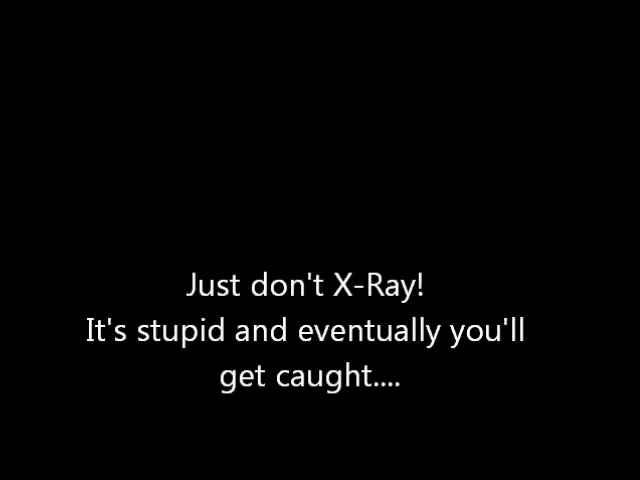 Just don't X-Ray!
It's stupid and eventually you'll
get caught....